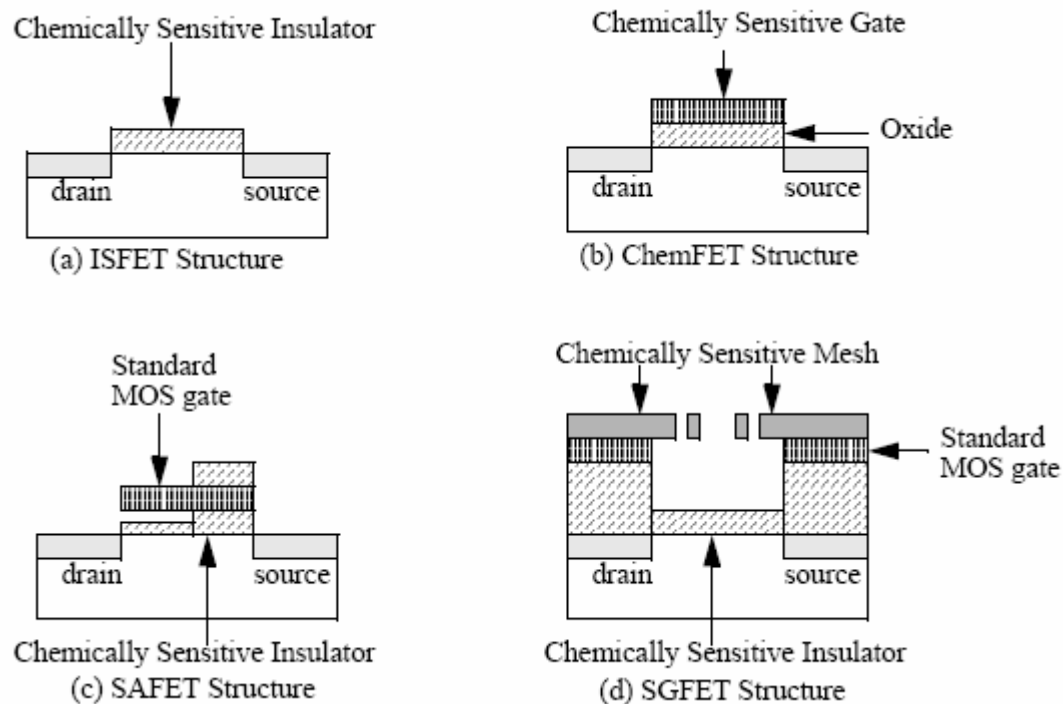 Chemically Sensitive Insulator
drain
source
(a) ISFET Structure
Chemically Sensitive Gate
Oxide
drain
source
(b) ChemFET Structure
Standard
MOS gate
drain
source
Chemically Sensitive Insulator
(c) SAFET Structure
Chemically Sensitive Mesh
Standard
MOS gate
drain
source
Chemically Sensitive Insulator
(d) SGFET Structure